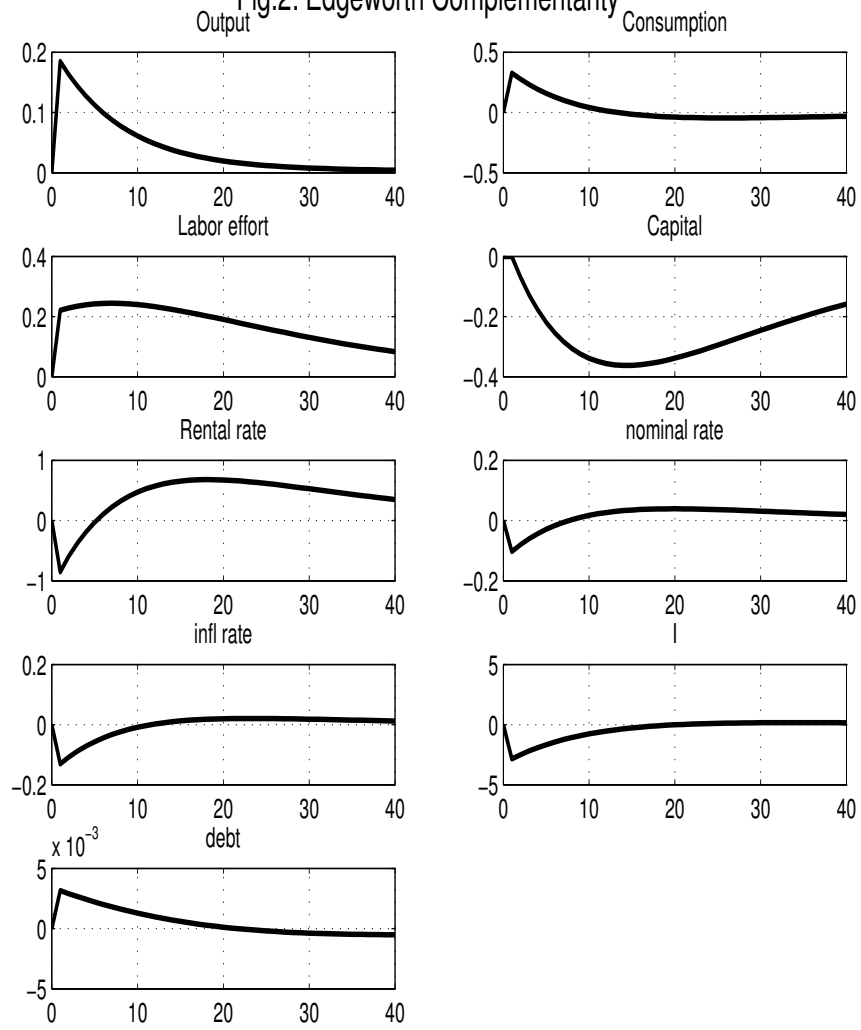 Fig.2. Edgeworth Complementarity
Output
Consumption
0.2
0.1
0
0 10 20 30 40
0.5
0
−0.5
0 10 20 30 40
Labor effort
Capital
0.4
0.2
0
0 10 20 30 40
0
−0.2
−0.4
0 10 20 30 40
Rental rate
nominal rate
1
0
−1
0 10 20 30 40
0.2
0
−0.2
0 10 20 30 40
infl rate
I
0.2
0
−0.2
0 10 20 30 40
5
0
−5
0 10 20 30 40
debt
x 10−3
5
0
−5
0 10 20 30 40